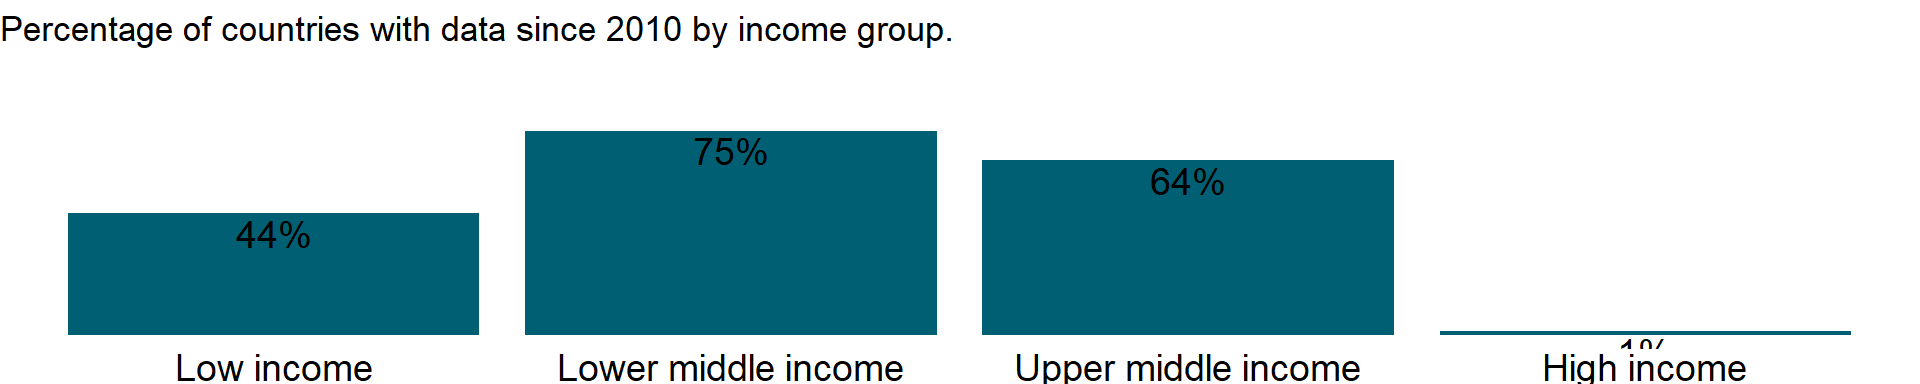 Percentage of countries with data since 2010 by income group.
75%
64%
44%
1%
Low income Lower middle income Upper middle income High income